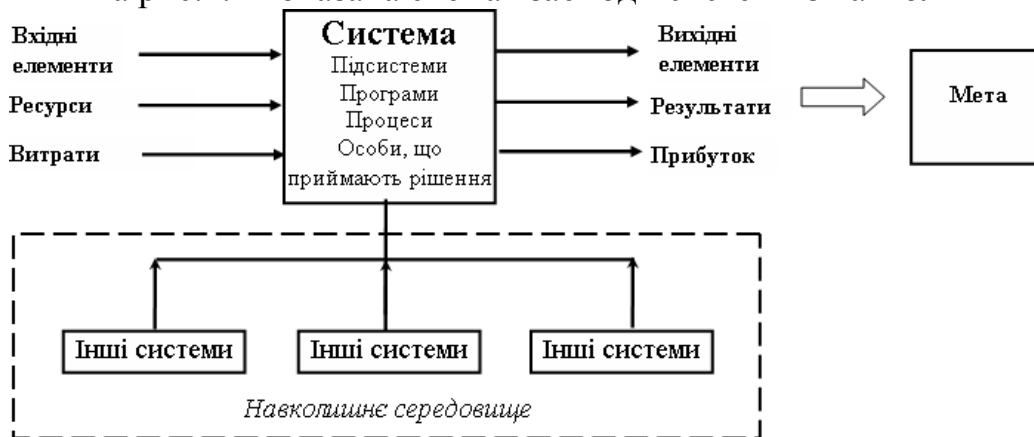 Вхідні
елементи
Ресурси
Витрати
Система
Підсистеми
Програми
Процеси
Особи, що
приймають рішення
Вихідні
елементи
Результати
Прибуток
Мета
Інші системи
Інші системи
Інші системи
Навколишнє середовище